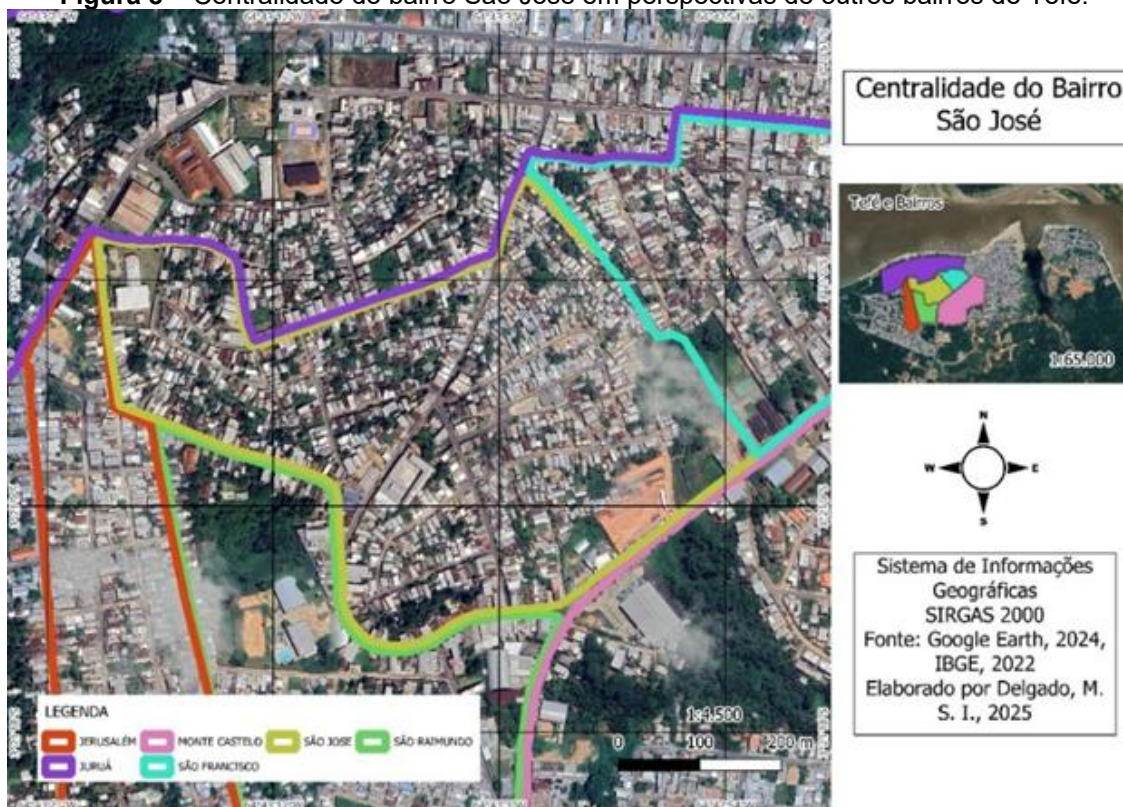 Centralidade do bairro São José em perspectivas de outros bairros de Tefé.
Centralidade do Bairro
São José
Tefé e Bairros
1:65.000
N
W E
S
Sistema de Informações
Geográficas
SIRGAS 2000
Fonte: Google Earth, 2024,
IBGE, 2022
Elaborado por Delgado, M.
S. I., 2025
1:4.500
0 100 200 m
LEGENDA
JERUSALÉM MONTE CASTELO SÃO JOSE SÃO RAIMUNDO
JURUÁ SÃO FRANCISCO